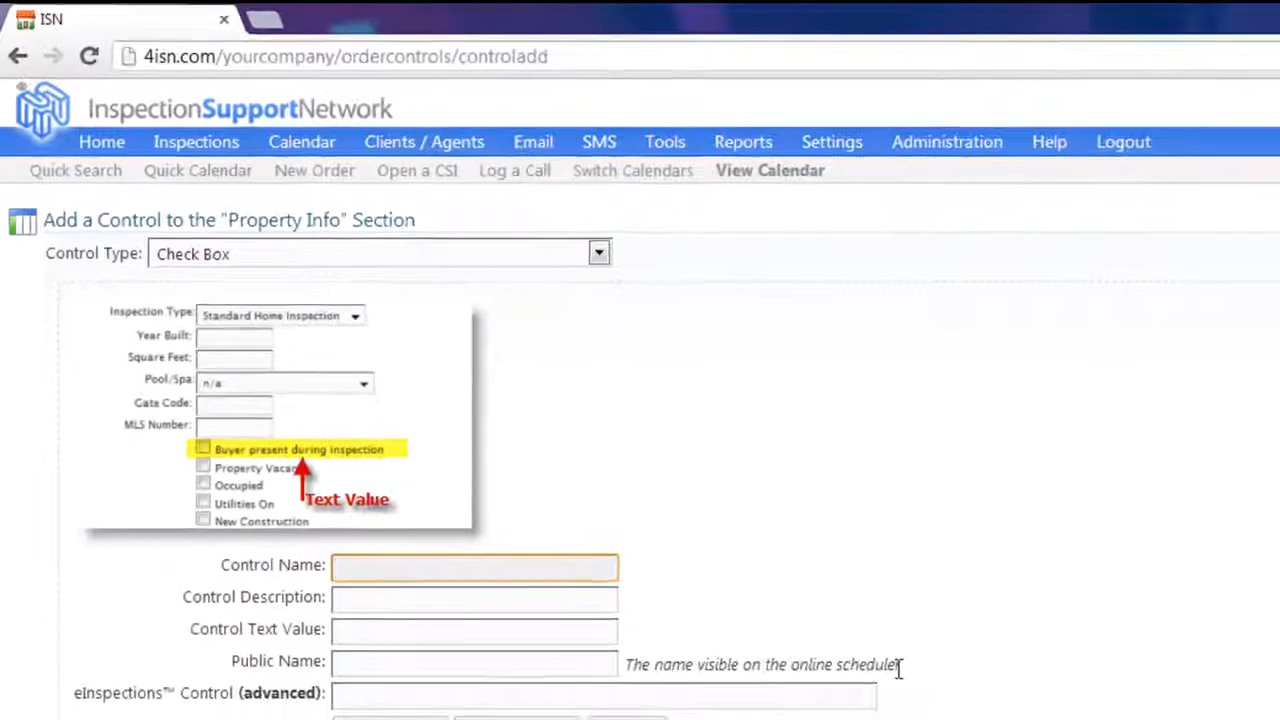 ISN
4isn.com/yourcompany/ordercontrols/controladd
InspectionSupportNetwork
Home Inspections Calendar Clients / Agents Email SMS Tools Reports Settings Administration Help Logout
Quick Search Quick Calendar New Order Open a CSI Log a Call Switch Calendars View Calendar
Add a Control to the "Property Info" Section
Control Type: Check Box
Inspection Type: Standard Home Inspection
Year Built:
Square Feet:
Pool/Spa: n/a
Gate Code:
MLS Number:
Buyer present during inspection
Property Vacan
Occupied
Text Value
Utilities On
New Construction
Control Name:
Control Description:
Control Text Value:
Public Name: The name visible on the online scheduler
eInspections™ Control (advanced):